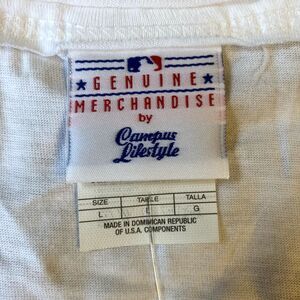 ★ GENUINE ★
MERCHANDISE
by
Campus
Lifestyle
SIZE TAILLE TALLA
L L G
MADE IN DOMINICAN REPUBLIC
OF U.S.A. COMPONENTS